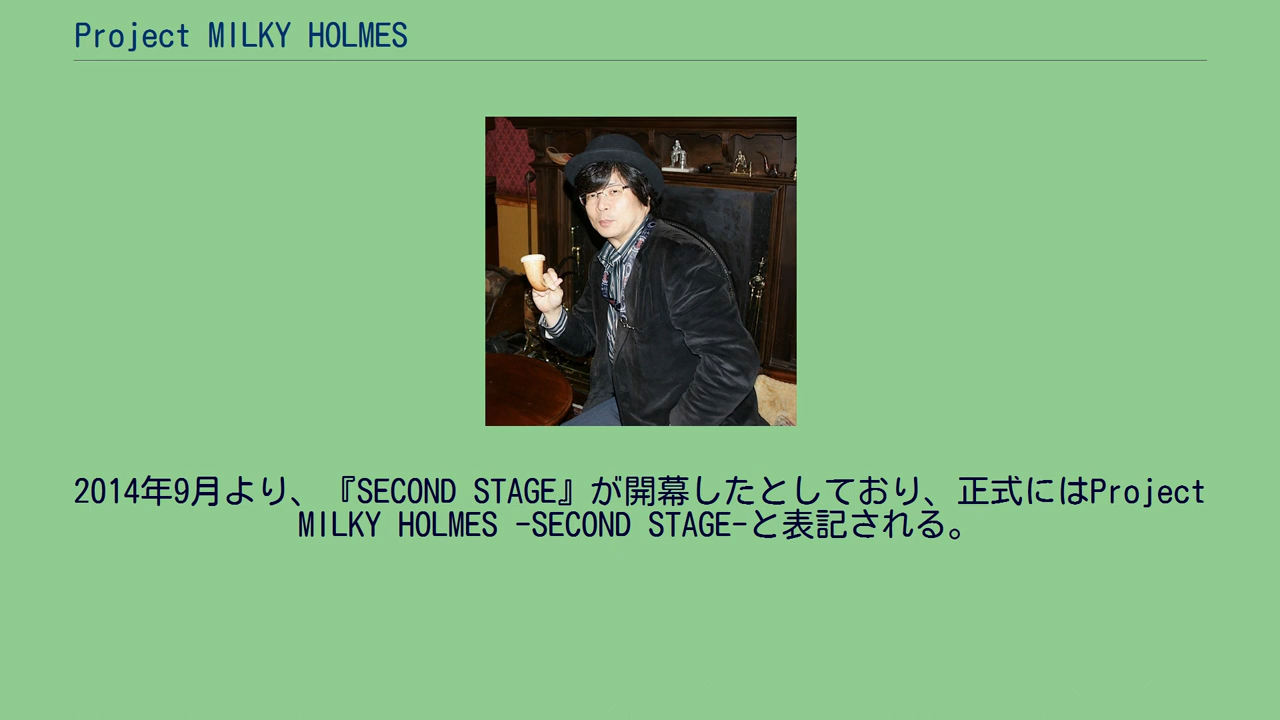 Project MILKY HOLMES
2014年9月より、『SECOND STAGE』が開幕したとしており、正式にはProject
MILKY HOLMES -SECOND STAGE-と表記される。